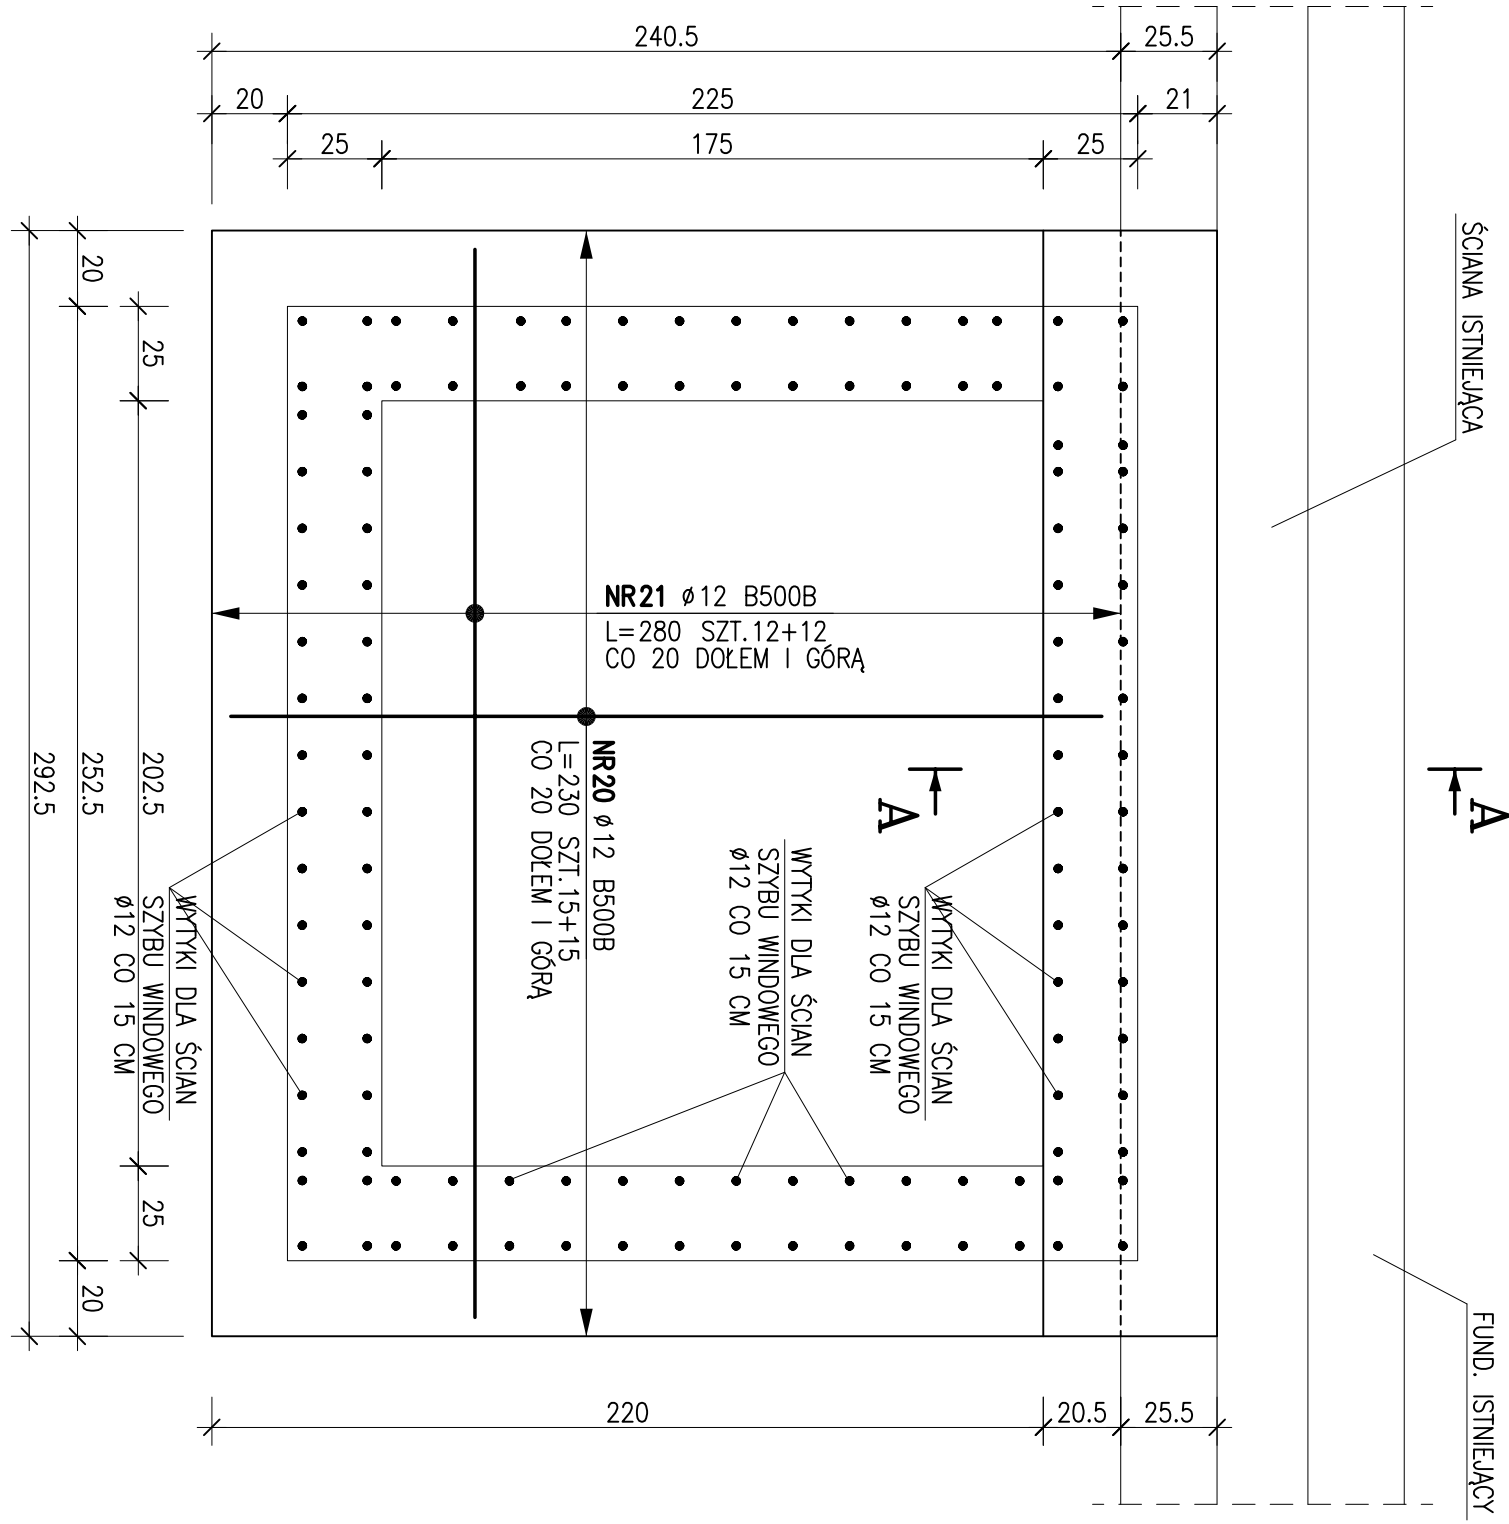 240.5
25.5
20
225
21
25
175
25
ŚCIANA ISTNIEJĄCA
20
25
202.5
252.5
292.5
25
20
NR21 ø12 B500B
L=280 SZT.12+12
CO 20 DOŁEM I GÓRĄ
NR20 ø12 B500B
L=230 SZT.15+15
CO 20 DOŁEM I GÓRĄ
A
A
WYTYKI DLA ŚCIAN
SZYBU WINDOWEGO
ø12 CO 15 CM
WYTYKI DLA ŚCIAN
SZYBU WINDOWEGO
ø12 CO 15 CM
WYTYKI DLA ŚCIAN
SZYBU WINDOWEGO
ø12 CO 15 CM
FUND. ISTNIEJĄCY
220
20.5
25.5